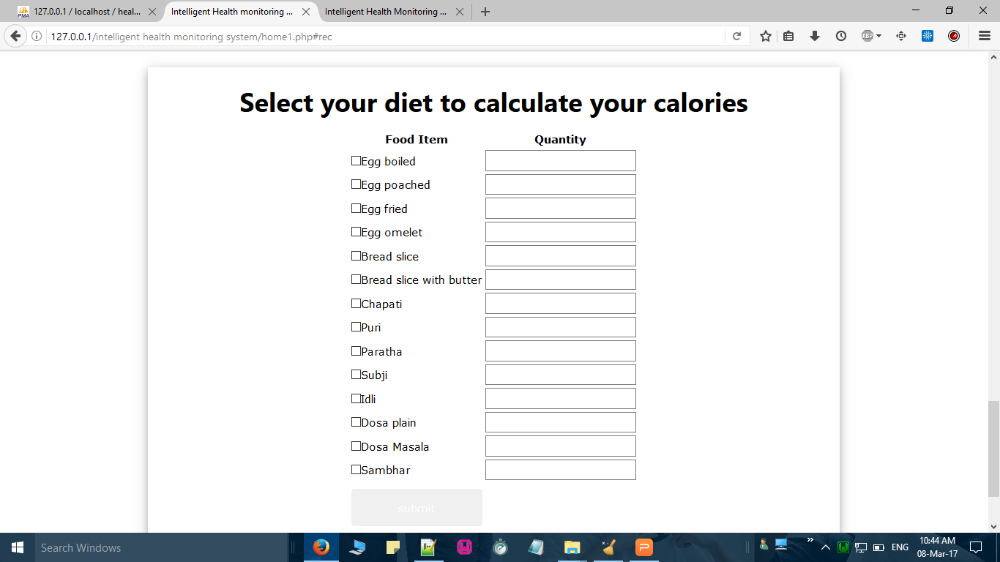 127.0.0.1 / localhost / heal... Intelligent Health monitoring ... Intelligent Health Monitoring ...
127.0.0.1/intelligent health monitoring system/home1.php#rec
ABP
Select your diet to calculate your calories
Food Item Quantity
Egg boiled
Egg poached
Egg fried
Egg omelet
Bread slice
Bread slice with butter
Chapati
Puri
Paratha
Subji
Idli
Dosa plain
Dosa Masala
Sambhar
submit
Search Windows ENG 10:44 AM
08-Mar-17